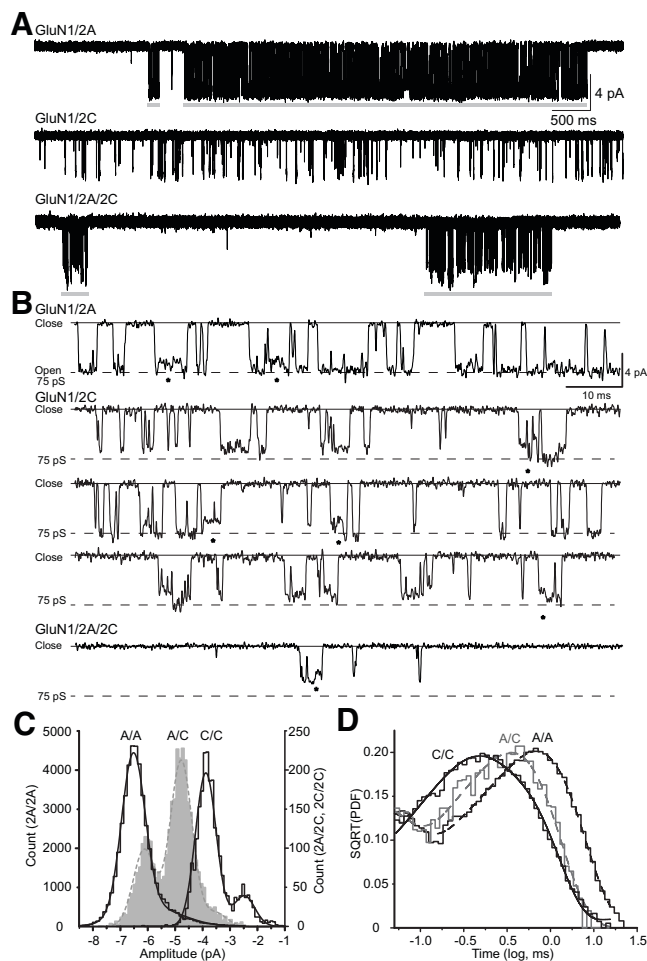 A
GluN1/2A
4 pA
500 ms
GluN1/2C
GluN1/2A/2C
B
GluN1/2A
Close
Open
75 pS
4 pA
10 ms
GluN1/2C
Close
75 pS
Close
75 pS
Close
75 pS
GluN1/2A/2C
Close
75 pS
C
A/A A/C C/C
5000
4000
3000
2000
1000
0
Count (2A/2A)
250
200
150
100
50
0
Count (2A/2C, 2C/2C)
-8 -7 -6 -5 -4 -3 -2 -1
Amplitude (pA)
D
C/C A/C A/A
0.20
0.15
0.10
0.05
0
SQRT(PDF)
-1.0 -0.5 0.0 0.5 1.0 1.5
Time (log, ms)